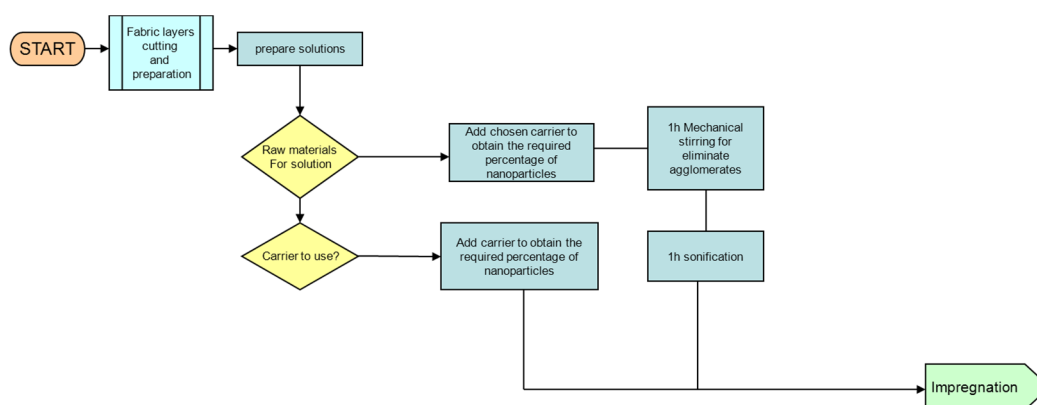 START
Fabric layers
cutting
and
preparation
prepare solutions
Raw materials
For solution
Add chosen carrier to
obtain the required
percentage of
nanoparticles
1h Mechanical
stirring for
eliminate
agglomerates
Carrier to use?
Add carrier to obtain the
required percentage of
nanoparticles
1h sonification
Impregnation